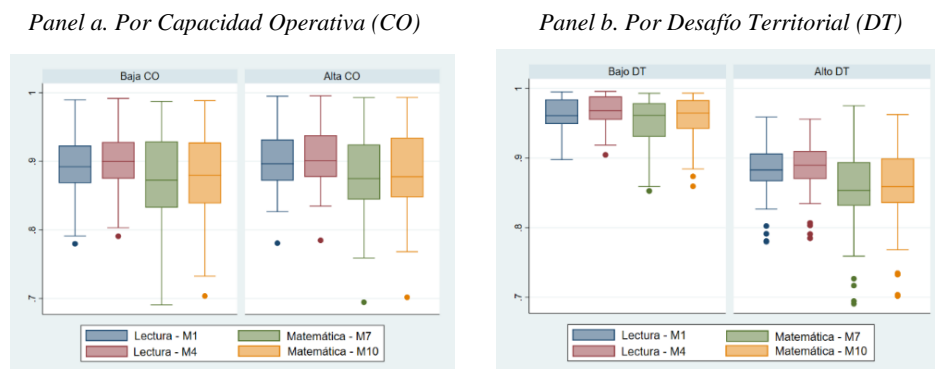 Panel a. Por Capacidad Operativa (CO)
Baja CO
Alta CO
1
.9
.8
.7
Lectura - M1
Matemática - M7
Lectura - M4
Matemática - M10
Panel b. Por Desafío Territorial (DT)
Bajo DT
Alto DT
1
.9
.8
.7
Lectura - M1
Matemática - M7
Lectura - M4
Matemática - M10